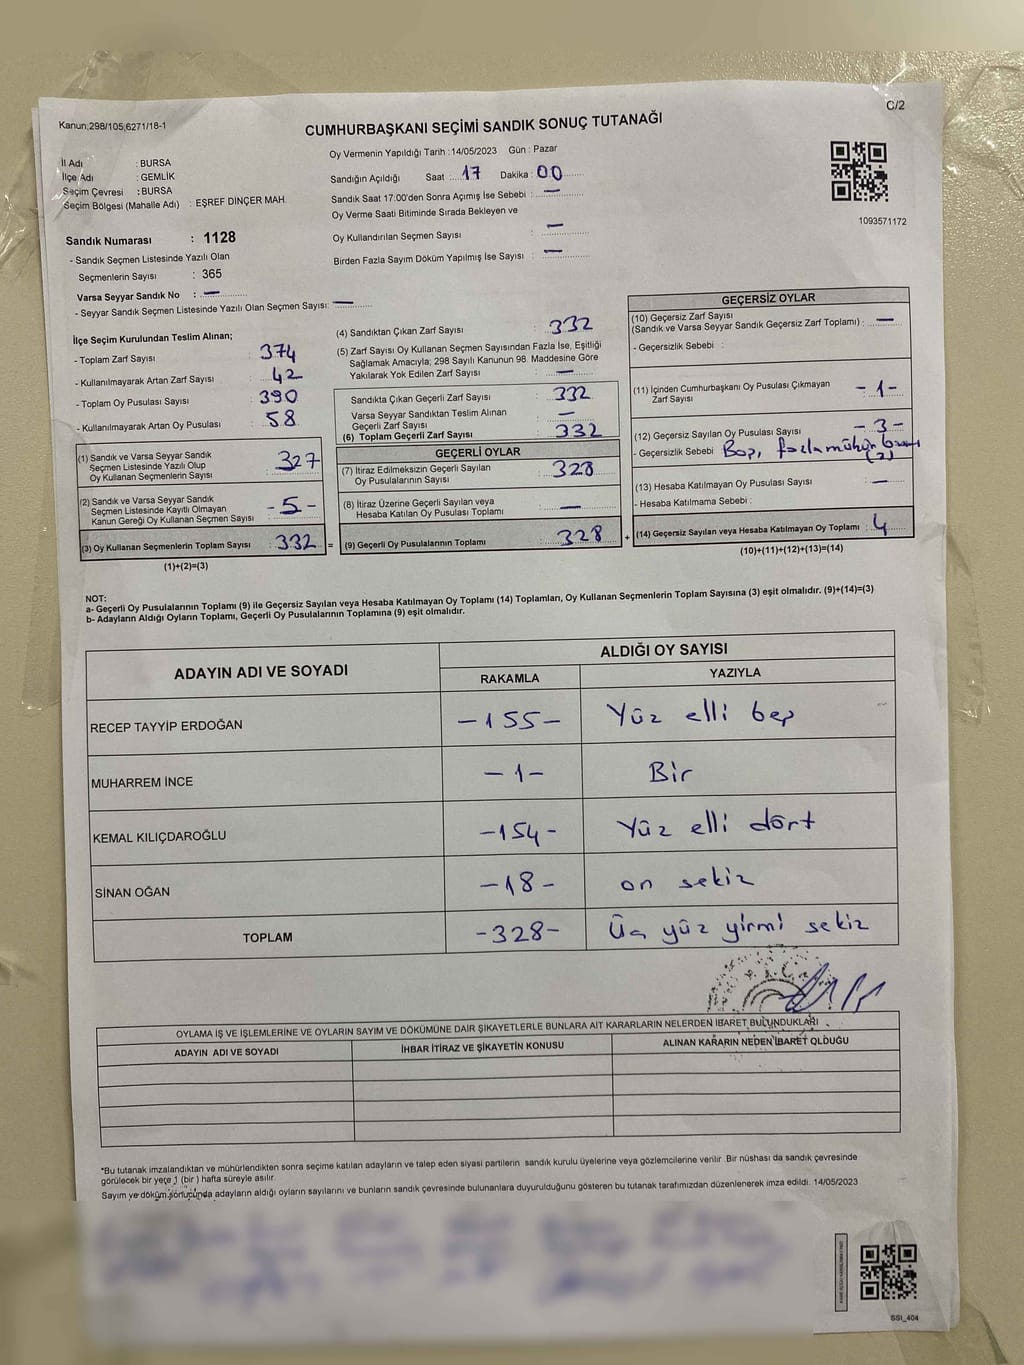 Kanun;298/105,6271/18-1
C/2
CUMHURBAŞKANI SEÇİMİ SANDIK SONUÇ TUTANAĞI
İl Adı : BURSA
İlçe Adı : GEMLİK
Seçim Çevresi : BURSA
Seçim Bölgesi (Mahalle Adı) : EŞREF DİNÇER MAH.
Sandık Numarası : 1128
- Sandık Seçmen Listesinde Yazılı Olan
Seçmenlerin Sayısı : 365
Varsa Seyyar Sandık No : —
- Seyyar Sandık Seçmen Listesinde Yazılı Olan Seçmen Sayısı: —
Oy Vermenin Yapıldığı Tarih : 14/05/2023 Gün : Pazar
Sandığın Açıldığı Saat 17 Dakika : 00
Sandık Saat 17:00'den Sonra Açımış İse Sebebi : —
Oy Verme Saati Bitiminde Sırada Bekleyen ve
Oy Kullandırılan Seçmen Sayısı : —
Birden Fazla Sayım Döküm Yapılmış İse Sayısı : —
1093571172
İlçe Seçim Kurulundan Teslim Alınan;
- Toplam Zarf Sayısı : 374
- Kullanılmayarak Artan Zarf Sayısı : 42
- Toplam Oy Pusulası Sayısı : 390
- Kullanılmayarak Artan Oy Pusulası : 58
(1) Sandık ve Varsa Seyyar Sandık
Seçmen Listesinde Yazılı Olup
Oy Kullanan Seçmenlerin Sayısı : 327
(2) Sandık ve Varsa Seyyar Sandık
Seçmen Listesinde Kayıtlı Olmayan
Kanun Gereği Oy Kullanan Seçmen Sayısı : -5-
(3) Oy Kullanan Seçmenlerin Toplam Sayısı : 332 =
(1)+(2)=(3)
(4) Sandıktan Çıkan Zarf Sayısı : 332
(5) Zarf Sayısı Oy Kullanan Seçmen Sayısından Fazla İse, Eşitliği
Sağlamak Amacıyla; 298 Sayılı Kanunun 98. Maddesine Göre
Yakılarak Yok Edilen Zarf Sayısı : —
Sandıkta Çıkan Geçerli Zarf Sayısı : 332
Varsa Seyyar Sandıktan Teslim Alınan
Geçerli Zarf Sayısı : —
(6) Toplam Geçerli Zarf Sayısı : 332
GEÇERLİ OYLAR
(7) İtiraz Edilmeksizin Geçerli Sayılan
Oy Pusulalarının Sayısı : 328
(8) İtiraz Üzerine Geçerli Sayılan veya
Hesaba Katılan Oy Pusulası Toplamı : —
(9) Geçerli Oy Pusulalarının Toplamı : 328 +
GEÇERSİZ OYLAR
(10) Geçersiz Zarf Sayısı
(Sandık ve Varsa Seyyar Sandık Geçersiz Zarf Toplamı) : —
- Geçersizlik Sebebi :
(11) İçinden Cumhurbaşkanı Oy Pusulası Çıkmayan
Zarf Sayısı : -1-
(12) Geçersiz Sayılan Oy Pusulası Sayısı : -3-
- Geçersizlik Sebebi : Boş, fazla mühür
(2)
(13) Hesaba Katılmayan Oy Pusulası Sayısı : —
- Hesaba Katılmama Sebebi :
(14) Geçersiz Sayılan veya Hesaba Katılmayan Oy Toplamı : 4
(10)+(11)+(12)+(13)=(14)
NOT:
a- Geçerli Oy Pusulalarının Toplamı (9) ile Geçersiz Sayılan veya Hesaba Katılmayan Oy Toplamı (14) Toplamları, Oy Kullanan Seçmenlerin Toplam Sayısına (3) eşit olmalıdır. (9)+(14)=(3)
b- Adayların Aldığı Oyların Toplamı, Geçerli Oy Pusulalarının Toplamına (9) eşit olmalıdır.
ADAYIN ADI VE SOYADI
ALDIĞI OY SAYISI
RAKAMLA YAZIYLA
RECEP TAYYİP ERDOĞAN -155- Yüz elli beş
MUHARREM İNCE -1- Bir
KEMAL KILIÇDAROĞLU -154- Yüz elli dört
SİNAN OĞAN -18- on sekiz
TOPLAM -328- Üç yüz yirmi sekiz
OYLAMA İŞ VE İŞLEMLERİNE VE OYLARIN SAYIM VE DÖKÜMÜNE DAİR ŞİKAYETLERLE BUNLARA AİT KARARLARIN NELERDEN İBARET BULUNDUKLARI
ADAYIN ADI VE SOYADI İHBAR İTİRAZ VE ŞİKAYETİN KONUSU ALINAN KARARIN NEDEN İBARET OLDUĞU
*Bu tutanak imzalandıktan ve mühürlendikten sonra seçime katılan adayların ve talep eden siyasi partilerin sandık kurulu üyelerine veya gözlemcilerine verilir .Bir nüshası da sandık çevresinde
görülecek bir yere 1 (bir ) hafta süreyle asılır.
Sayım ve döküm sonucunda adayların aldığı oyların sayılarını ve bunların sandık çevresinde bulunanlara duyurulduğunu gösteren bu tutanak tarafımızdan düzenlenerek imza edildi. 14/05/2023
SSI_404